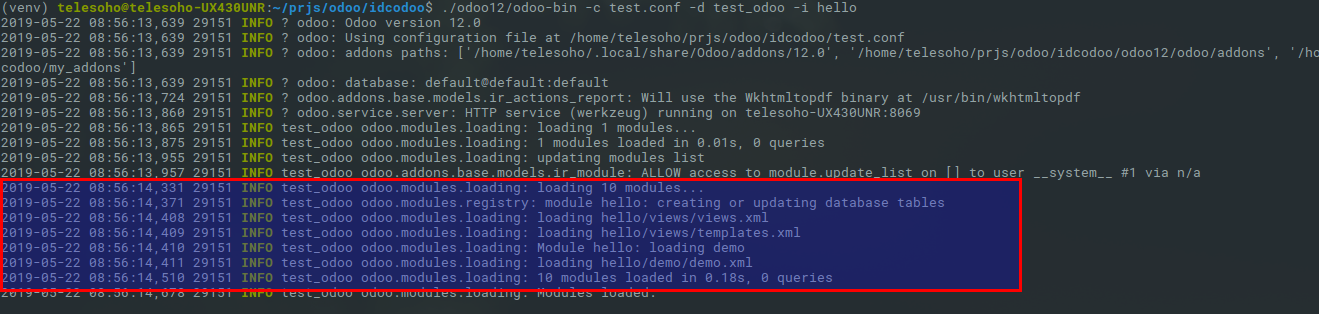 (venv) telesoho@telesoho-UX430UNR:~/prjs/odoo/idcodoo$ ./odoo12/odoo-bin -c test.conf -d test_odoo -i hello
2019-05-22 08:56:13,639 29151 INFO ? odoo: Odoo version 12.0
2019-05-22 08:56:13,639 29151 INFO ? odoo: Using configuration file at /home/telesoho/prjs/odoo/idcodoo/test.conf
2019-05-22 08:56:13,639 29151 INFO ? odoo: addons paths: ['/home/telesoho/.local/share/Odoo/addons/12.0', '/home/telesoho/prjs/odoo/idcodoo/odoo12/odoo/addons', '/ho
codoo/my_addons']
2019-05-22 08:56:13,639 29151 INFO ? odoo: database: default@default:default
2019-05-22 08:56:13,724 29151 INFO ? odoo.addons.base.models.ir_actions_report: Will use the Wkhtmltopdf binary at /usr/bin/wkhtmltopdf
2019-05-22 08:56:13,860 29151 INFO ? odoo.service.server: HTTP service (werkzeug) running on telesoho-UX430UNR:8069
2019-05-22 08:56:13,865 29151 INFO test_odoo odoo.modules.loading: loading 1 modules...
2019-05-22 08:56:13,875 29151 INFO test_odoo odoo.modules.loading: 1 modules loaded in 0.01s, 0 queries
2019-05-22 08:56:13,955 29151 INFO test_odoo odoo.modules.loading: updating modules list
2019-05-22 08:56:13,957 29151 INFO test_odoo odoo.addons.base.models.ir_module: ALLOW access to module.update_list on [] to user __system__ #1 via n/a
2019-05-22 08:56:14,331 29151 INFO test_odoo odoo.modules.loading: loading 10 modules...
2019-05-22 08:56:14,371 29151 INFO test_odoo odoo.modules.registry: module hello: creating or updating database tables
2019-05-22 08:56:14,408 29151 INFO test_odoo odoo.modules.loading: loading hello/views/views.xml
2019-05-22 08:56:14,409 29151 INFO test_odoo odoo.modules.loading: loading hello/views/templates.xml
2019-05-22 08:56:14,410 29151 INFO test_odoo odoo.modules.loading: Module hello: loading demo
2019-05-22 08:56:14,411 29151 INFO test_odoo odoo.modules.loading: loading hello/demo/demo.xml
2019-05-22 08:56:14,510 29151 INFO test_odoo odoo.modules.loading: 10 modules loaded in 0.18s, 0 queries
2019-05-22 08:56:14,678 29151 INFO test_odoo odoo.modules.loading: Modules loaded.